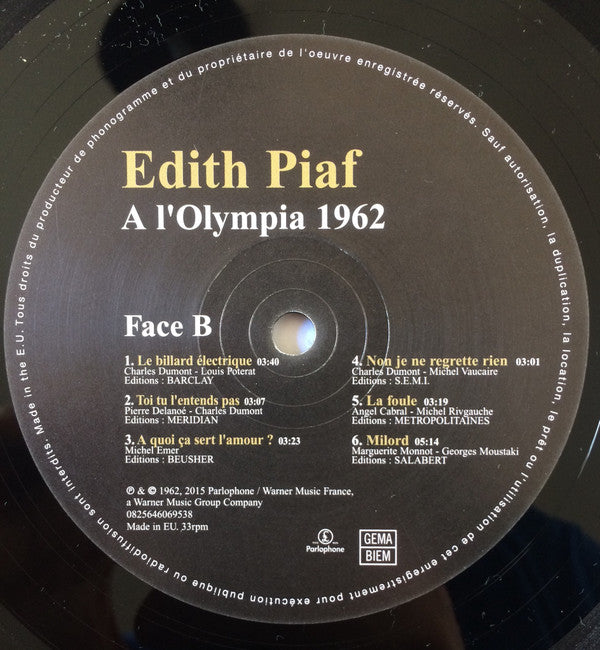 Edith Piaf
A l'Olympia 1962
Face B
1. Le billard électrique 03:40
Charles Dumont - Louis Poterat
Editions : BARCLAY
2. Toi tu l'entends pas 03:07
Pierre Delanoé - Charles Dumont
Editions : MERIDIAN
3. A quoi ça sert l'amour ? 03:23
Michel Emer
Editions : BEUSHER
4. Non je ne regrette rien 03:01
Charles Dumont - Michel Vaucaire
Editions : S.E.M.I.
5. La foule 03:19
Angel Cabral - Michel Rivgauche
Editions : METROPOLITAINES
6. Milord 05:14
Marguerite Monnot - Georges Moustaki
Editions : SALABERT
℗ & © 1962, 2015 Parlophone / Warner Music France,
a Warner Music Group Company
0825646069538
Made in EU. 33rpm
Parlophone
GEMA
BIEM
Made in the E.U. Tous droits du producteur de phonogramme et du propriétaire de l'oeuvre enregistrée réservés. Sauf autorisation, la duplication, la location, le prêt ou l'utilisation de cet enregistrement pour exécution publique ou radiodiffusion sont interdits.